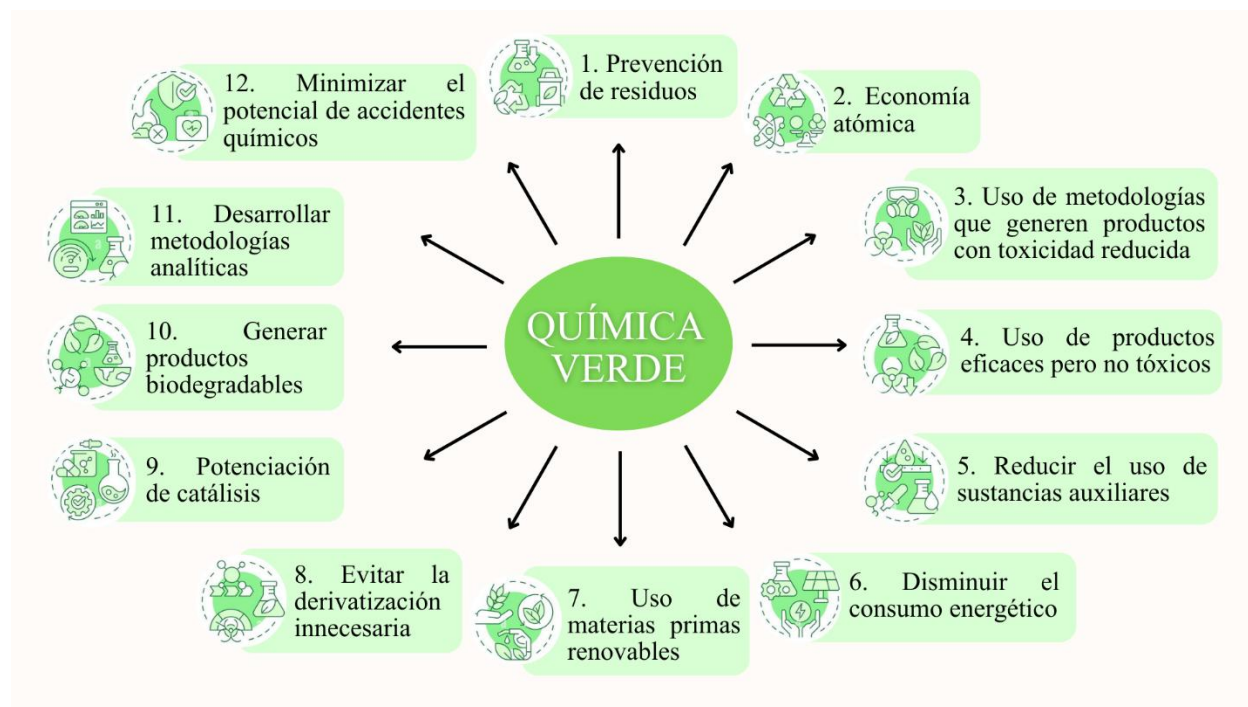 1. Prevención
de residuos
2. Economía
atómica
3. Uso de metodologías
que generen productos
con toxicidad reducida
4. Uso de productos
eficaces pero no tóxicos
5. Reducir el uso de
sustancias auxiliares
6. Disminuir el
consumo energético
7. Uso de
materias primas
renovables
8. Evitar la
derivatización
innecesaria
9. Potenciación
de catálisis
10. Generar
productos
biodegradables
11. Desarrollar
metodologías
analíticas
12. Minimizar el
potencial de accidentes
químicos
QUÍMICA
VERDE